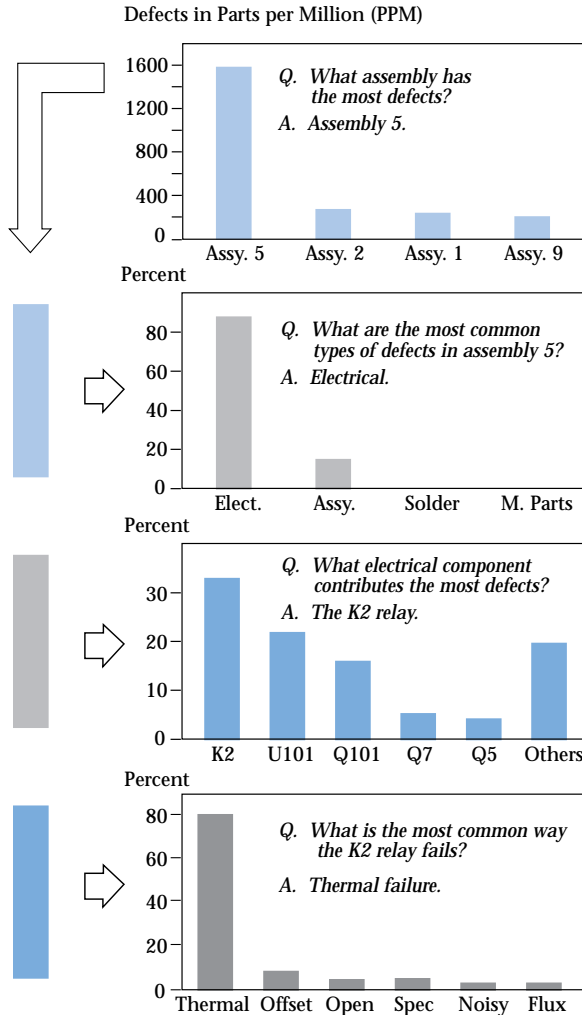 Defects in Parts per Million (PPM)
1600
1200
800
400
0
Q. What assembly has
the most defects?
A. Assembly 5.
Assy. 5 Assy. 2 Assy. 1 Assy. 9
Percent
80
60
40
20
0
Q. What are the most common
types of defects in assembly 5?
A. Electrical.
Elect. Assy. Solder M. Parts
Percent
30
20
10
0
Q. What electrical component
contributes the most defects?
A. The K2 relay.
K2 U101 Q101 Q7 Q5 Others
Percent
80
60
40
20
0
Q. What is the most common way
the K2 relay fails?
A. Thermal failure.
Thermal Offset Open Spec Noisy Flux